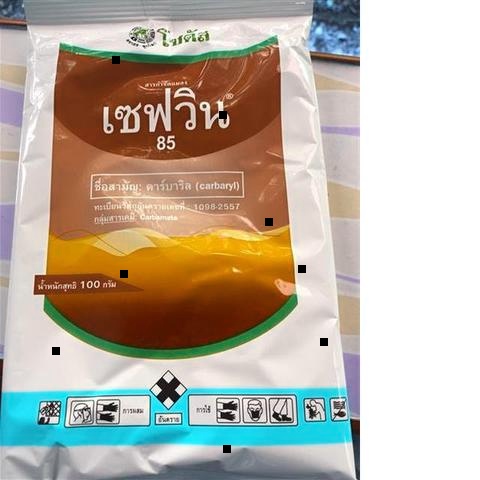 โซตัส
สารกำจัดแมลง
เซฟวิน®
85
ชื่อสามัญ: คาร์บาริล (carbaryl)
ทะเบียนวัตถุอันตรายเลขที่ : 1098-2557
กลุ่มสารเคมี: Carbamate
น้ำหนักสุทธิ 100 กรัม
การผสม
อันตราย
การใช้